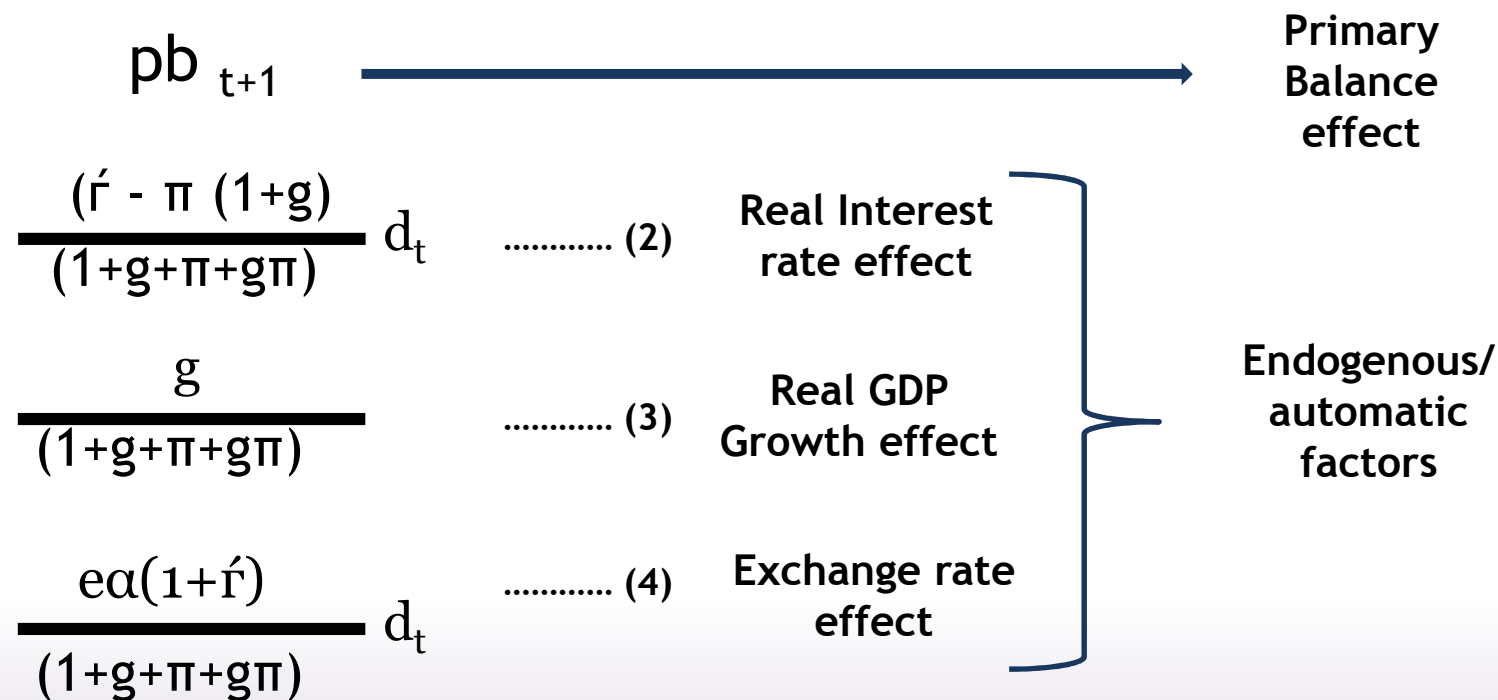 pb t+1
Primary
Balance
effect
(ŕ - π (1+g)
(1+g+π+gπ)
dt
............ (2)
Real Interest
rate effect
g
(1+g+π+gπ)
............ (3)
Real GDP
Growth effect
Endogenous/
automatic
factors
eα(1+ŕ)
(1+g+π+gπ)
dt
............ (4)
Exchange rate
effect